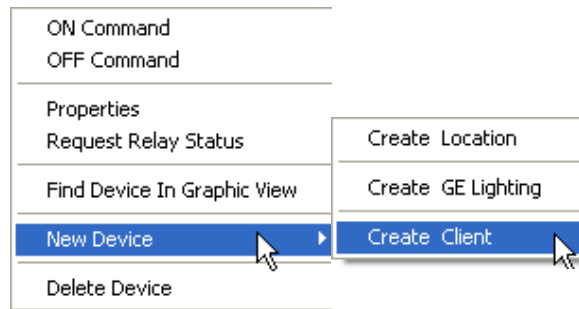 ON Command
OFF Command
Properties
Request Relay Status
Find Device In Graphic View
New Device
Delete Device
Create Location
Create GE Lighting
Create Client